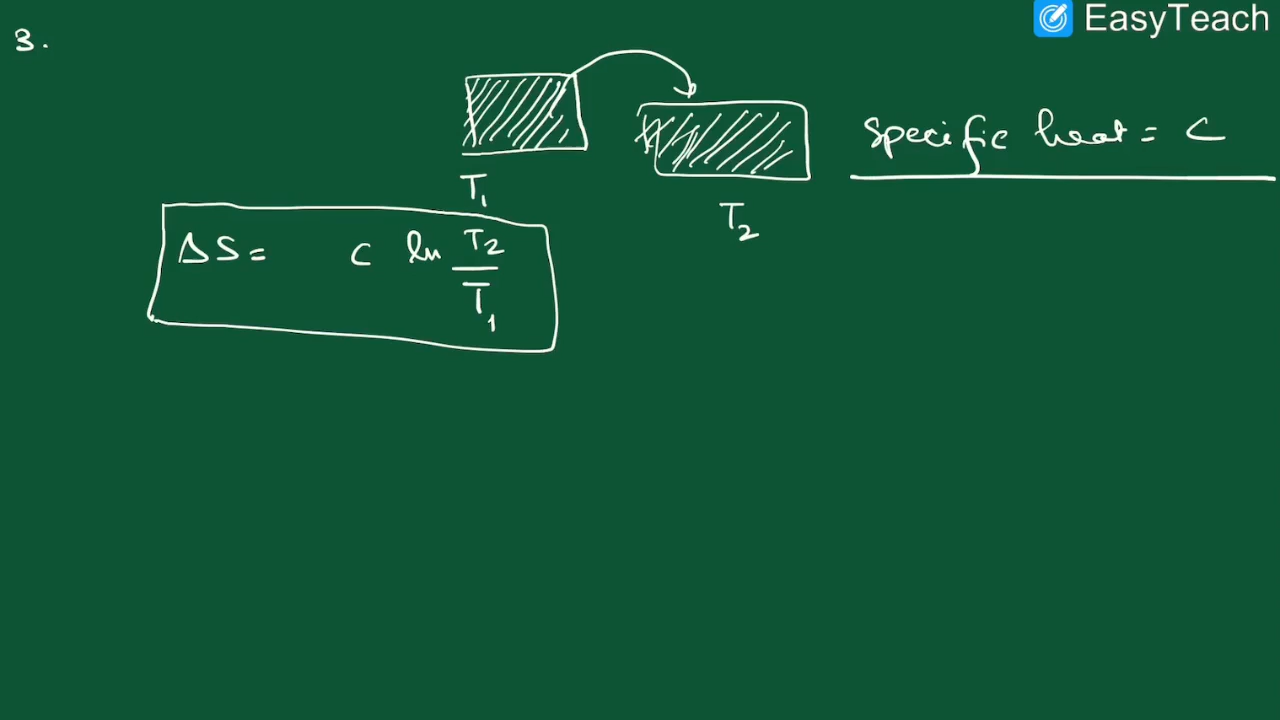 EasyTeach
3.
specific heat = C
T₁
T₂
ΔS = C ln T₂/T₁